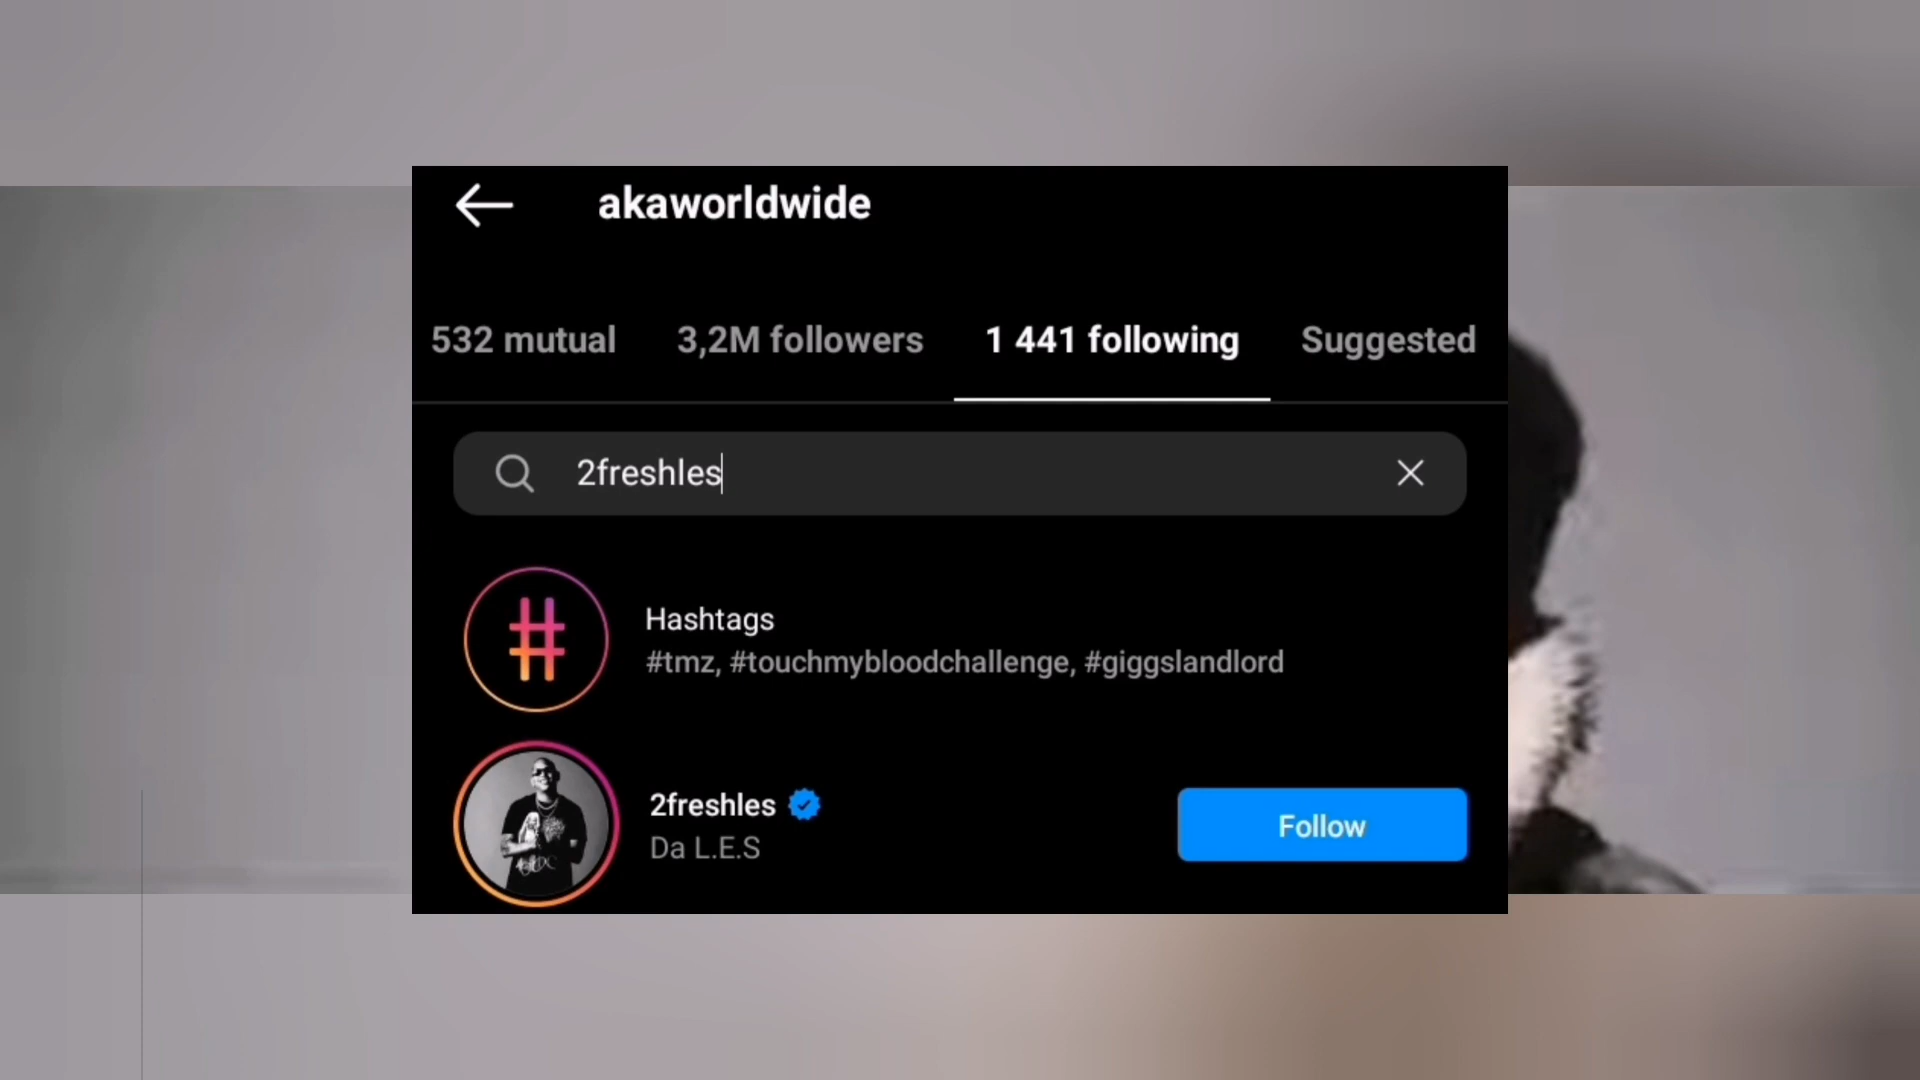 akaworldwide
532 mutual 3,2M followers 1 441 following Suggested
2freshles
Hashtags
#tmz, #touchmybloodchallenge, #giggslandlord
2freshles
Da L.E.S
Follow